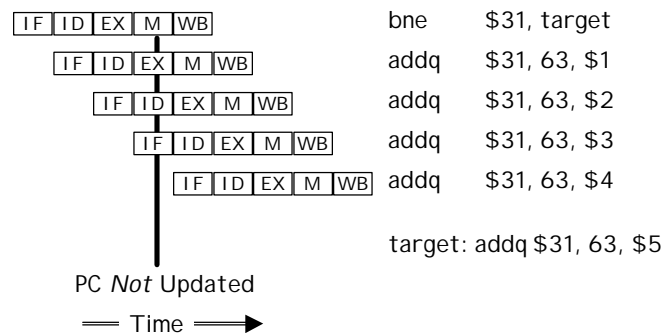 IF ID EX M WB bne $31, target
IF ID EX M WB addq $31, 63, $1
IF ID EX M WB addq $31, 63, $2
IF ID EX M WB addq $31, 63, $3
IF ID EX M WB addq $31, 63, $4
target: addq $31, 63, $5
PC Not Updated
Time